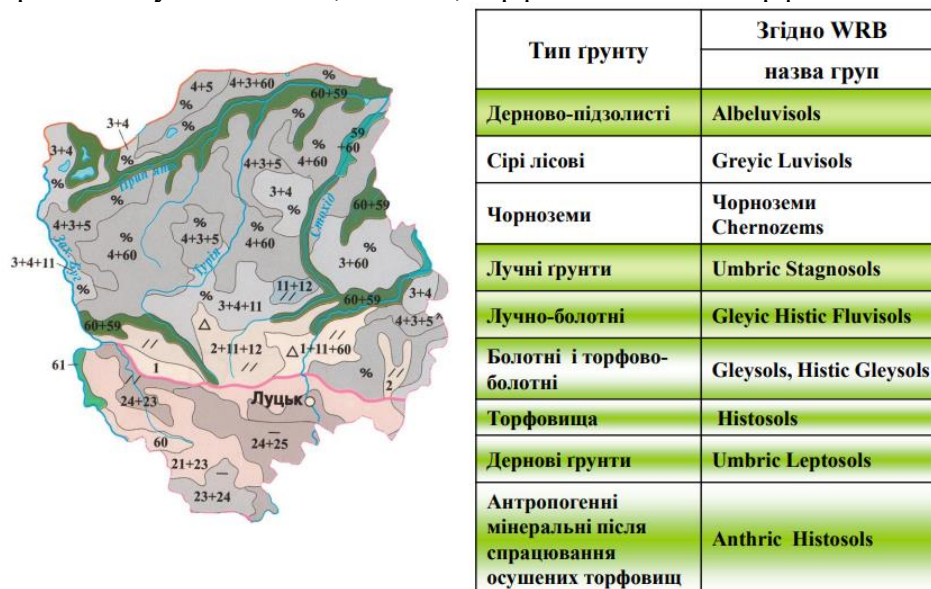 4+5
4+3+60
%
60+59
%
3+4
%
%
59
+60
3+4
%
4+3+5
4+60
%
Прип'ять
%
3+4
%
Стохід
60+59
4+3+5
%
4+60
%
4+3+5
%
4+60
%
3+60
Зах. Буг
Турія
3+4+11
%
11+12
//
%
3+4+11
60+59
3+4
4+3+5^
60+59
//
△
2+11+12
//
△
1+11+60
//
%
//
2
1
61
//
24+23
Луцьк
24+25
60
21+23
23+24
Тип ґрунту
Згідно WRB
назва груп
Дерново-підзолисті
Albeluvisols
Сірі лісові
Greyic Luvisols
Чорноземи
Чорноземи
Chernozems
Лучні ґрунти
Umbric Stagnosols
Лучно-болотні
Gleyic Histic Fluvisols
Болотні і торфово-
болотні
Gleysols, Histic Gleysols
Торфовища
Histosols
Дернові ґрунти
Umbric Leptosols
Антропогенні
мінеральні після
спрацювання
осушених торфовищ
Anthric Histosols